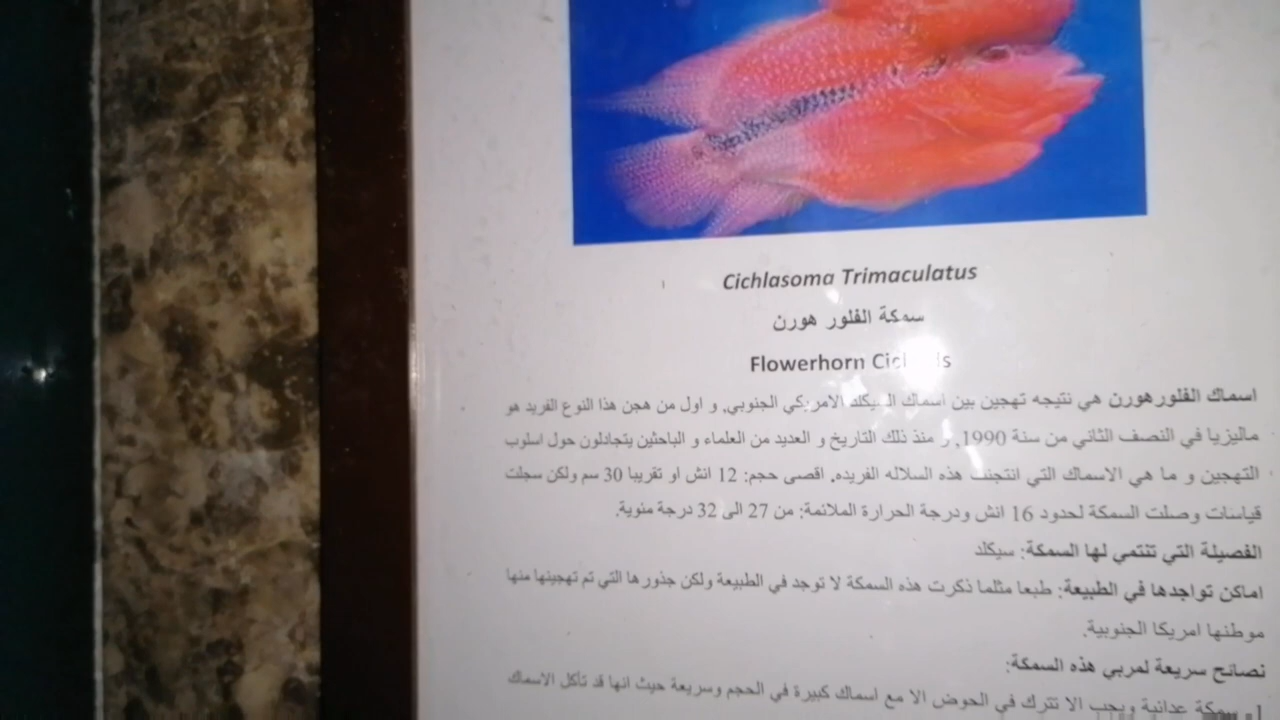 Cichlasoma Trimaculatus
سمكة الفلور هورن
Flowerhorn
اسماك الفلورهورن هي نتيجه تهجين بين اسماك السيكلد الامريكي الجنوبي, و اول من هجن هذا النوع الفريد هو
ماليزيا في النصف الثاني من سنة 1990, و منذ ذلك التاريخ و العديد من العلماء و الباحثين يتجادلون حول اسلوب
التهجين و ما هي الاسماك التي انتجت هذه السلاله الفريده. اقصى حجم: 12 انش او تقريبا 30 سم ولكن سجلت
قياسات وصلت السمكة لحدود 16 انش ودرجة الحرارة الملائمة: من 27 الى 32 درجة مئوية.
الفصيلة التي تنتمي لها السمكة: سيكلد
اماكن تواجدها في الطبيعة: طبعا مثلما ذكرت هذه السمكة لا توجد في الطبيعة ولكن جذورها التي تم تهجينها منها
موطنها امريكا الجنوبية.
نصائح سريعة لمربي هذه السمكة:
1- سمكة عدائية ويجب الا تترك في الحوض الا مع اسماك كبيرة في الحجم وسريعة حيث انها قد تأكل الاسماك